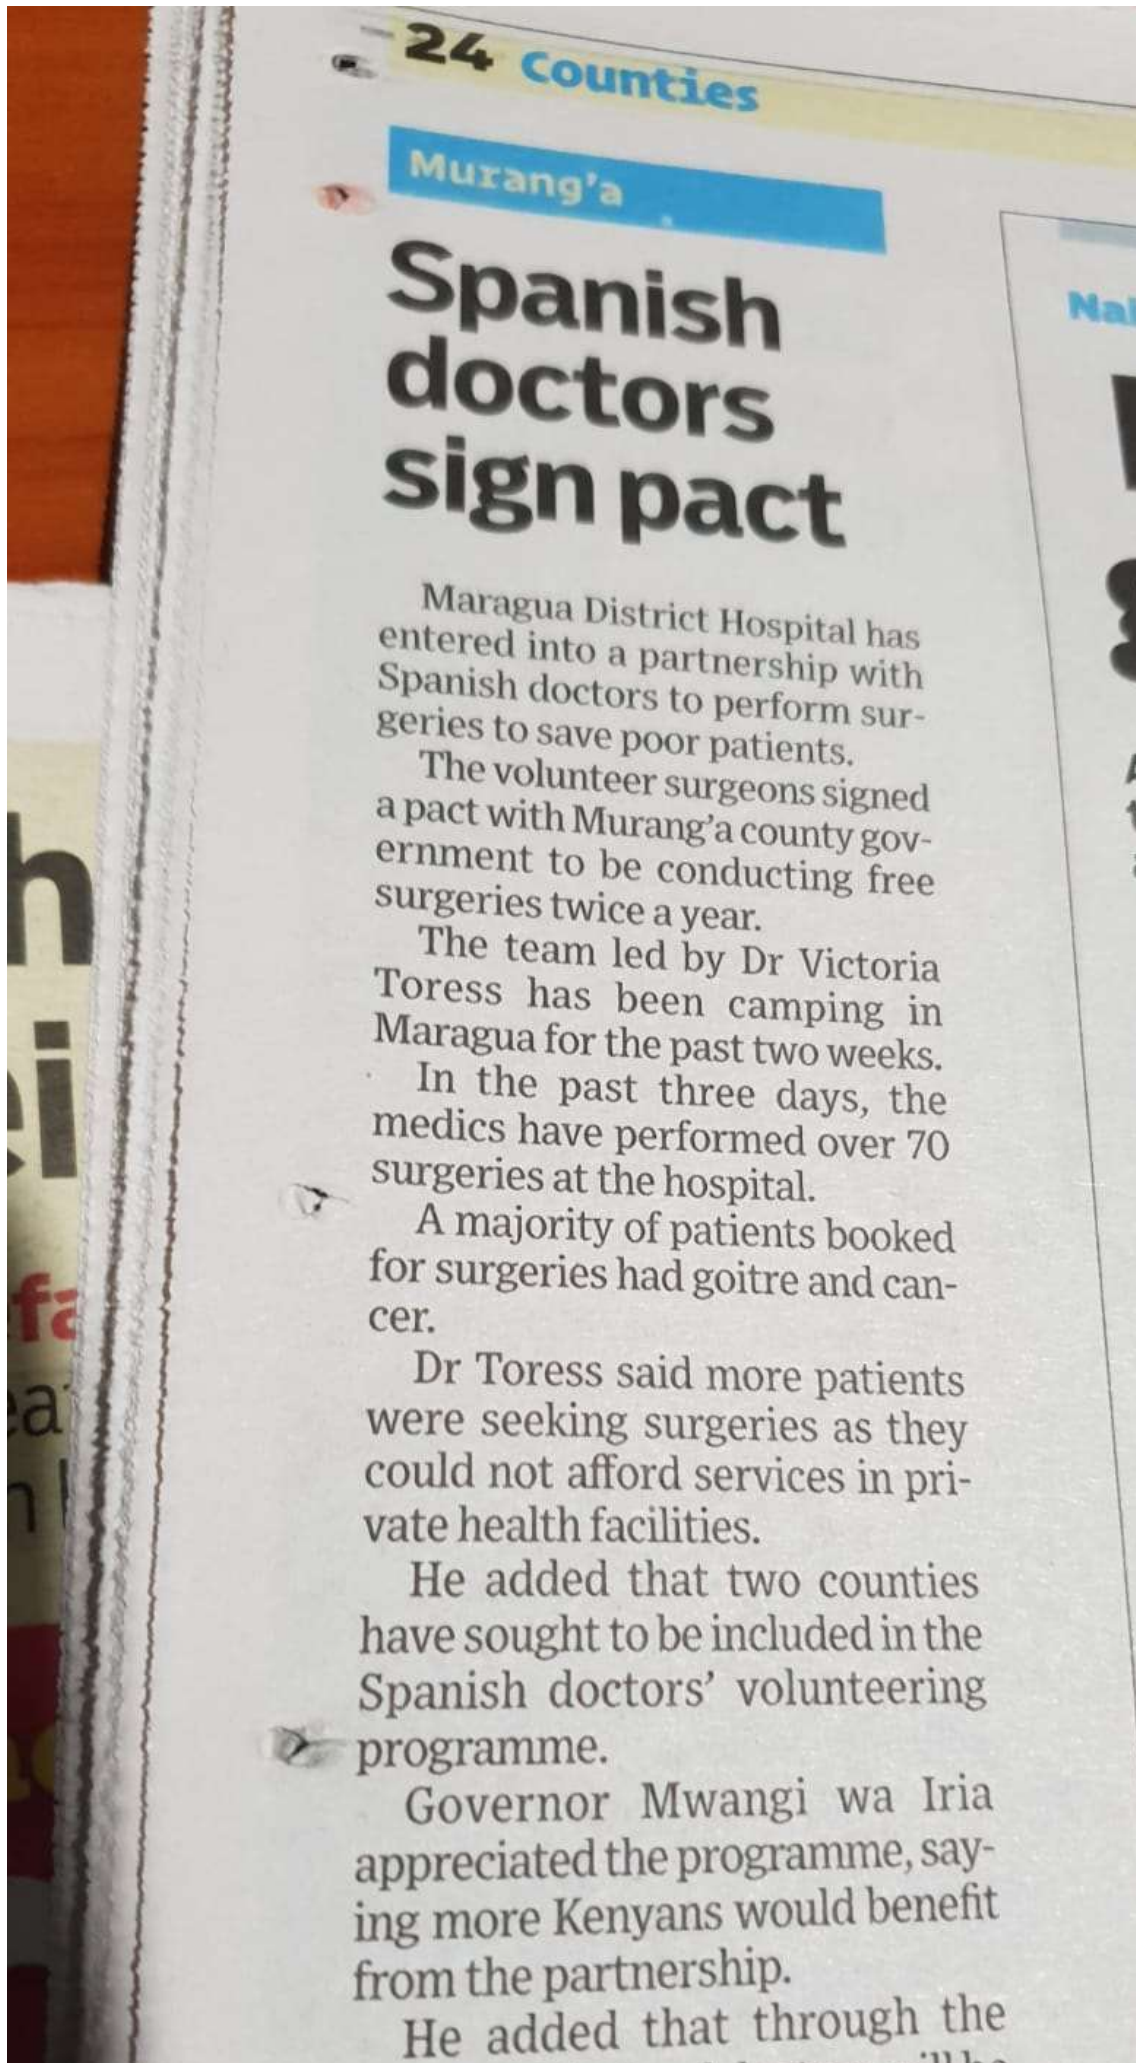 24 Counties
Murang'a
Spanish
doctors
sign pact
Maragua District Hospital has
entered into a partnership with
Spanish doctors to perform sur-
geries to save poor patients.
The volunteer surgeons signed
a pact with Murang'a county gov-
ernment to be conducting free
surgeries twice a year.
The team led by Dr Victoria
Toress has been camping in
Maragua for the past two weeks.
In the past three days, the
medics have performed over 70
surgeries at the hospital.
A majority of patients booked
for surgeries had goitre and can-
cer.
Dr Toress said more patients
were seeking surgeries as they
could not afford services in pri-
vate health facilities.
He added that two counties
have sought to be included in the
Spanish doctors' volunteering
programme.
Governor Mwangi wa Iria
appreciated the programme, say-
ing more Kenyans would benefit
from the partnership.
He added that through the